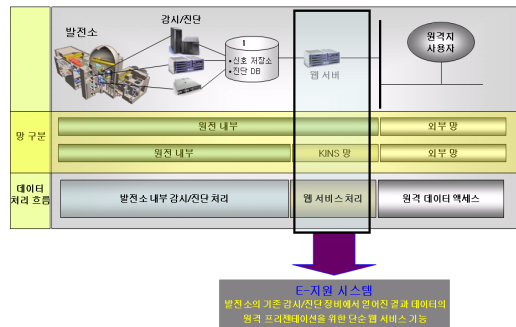 감시/진단
발전소
• 신호 저장소
• 진단 DB
웹 서비
원격지
사용자
망 구분
원전 내부
외부 망
원전 내부
KINS 망
외부 망
데이터
처리 흐름
발전소 내부 감시/진단 처리
웹 서비스 처리
원격 데이터 액세스
E-지원 시스템
발전소의 기존 감시/진단 장비에서 얻어진 결과 데이터의
원격 프리젠테이션을 위한 단순 웹 서비스 기능